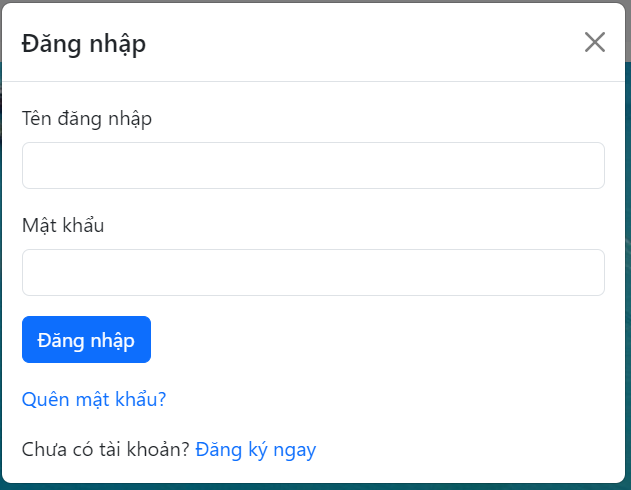 Đăng nhập
Tên đăng nhập
Mật khẩu
Đăng nhập
Quên mật khẩu?
Chưa có tài khoản? Đăng ký ngay